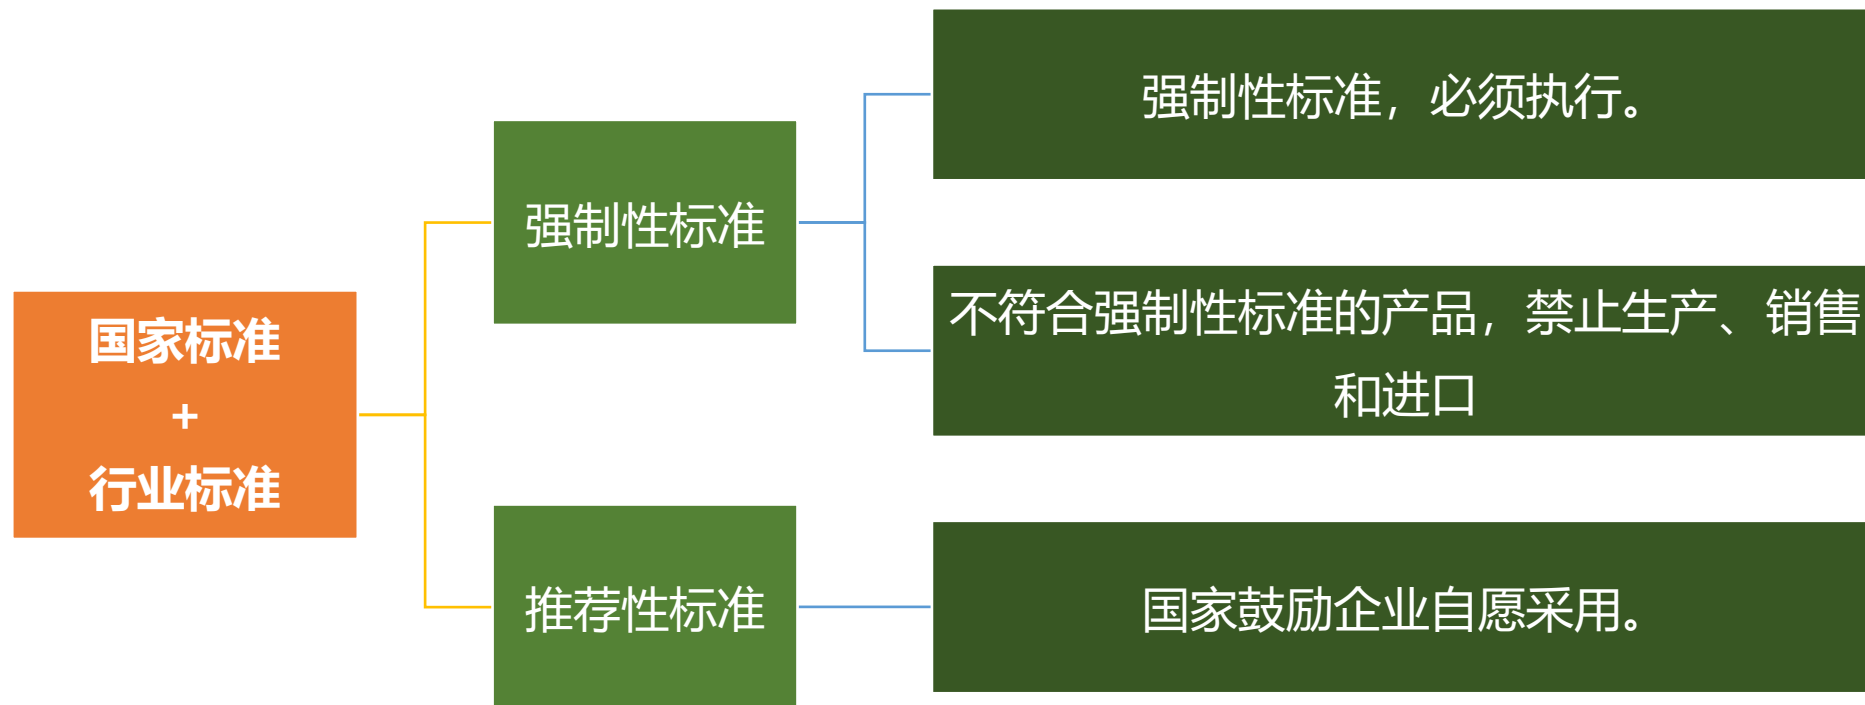 国家标准
+
行业标准
强制性标准
强制性标准，必须执行。
不符合强制性标准的产品，禁止生产、销售
和进口
推荐性标准
国家鼓励企业自愿采用。